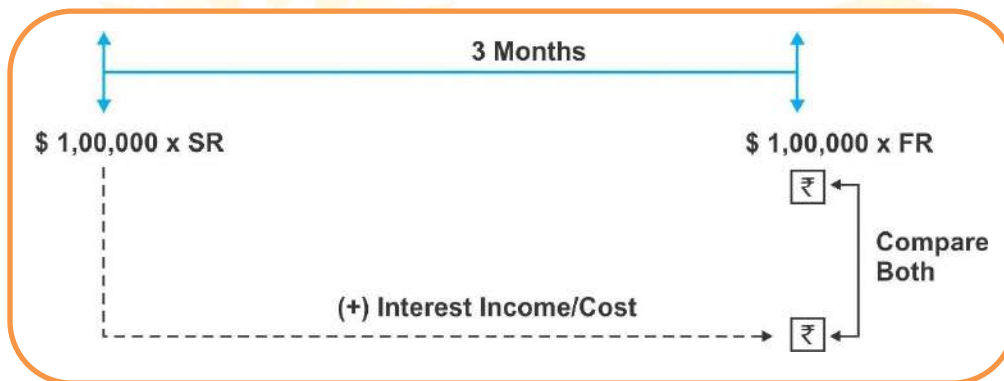 3 Months
$ 1,00,000 x SR
$ 1,00,000 x FR
₹
Compare
Both
(+) Interest Income/Cost
₹